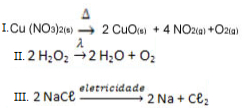 Δ
I.Cu (NO₃)₂₍ₛ₎ → 2 CuO₍ₛ₎ + 4 NO₂₍g₎ +O₂₍g₎
λ
II. 2 H₂O₂ → 2 H₂O + O₂
eletricidade
III. 2 NaCℓ → 2 Na + Cℓ₂